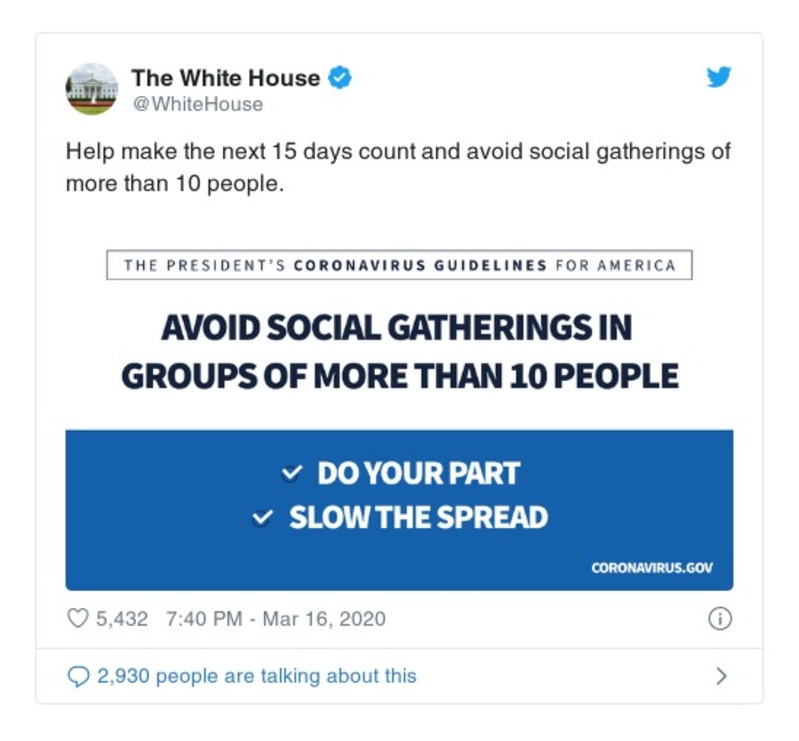 The White House
@WhiteHouse
Help make the next 15 days count and avoid social gatherings of
more than 10 people.
THE PRESIDENT'S CORONAVIRUS GUIDELINES FOR AMERICA
AVOID SOCIAL GATHERINGS IN
GROUPS OF MORE THAN 10 PEOPLE
DO YOUR PART
SLOW THE SPREAD
CORONAVIRUS.GOV
5,432 7:40 PM - Mar 16, 2020
2,930 people are talking about this